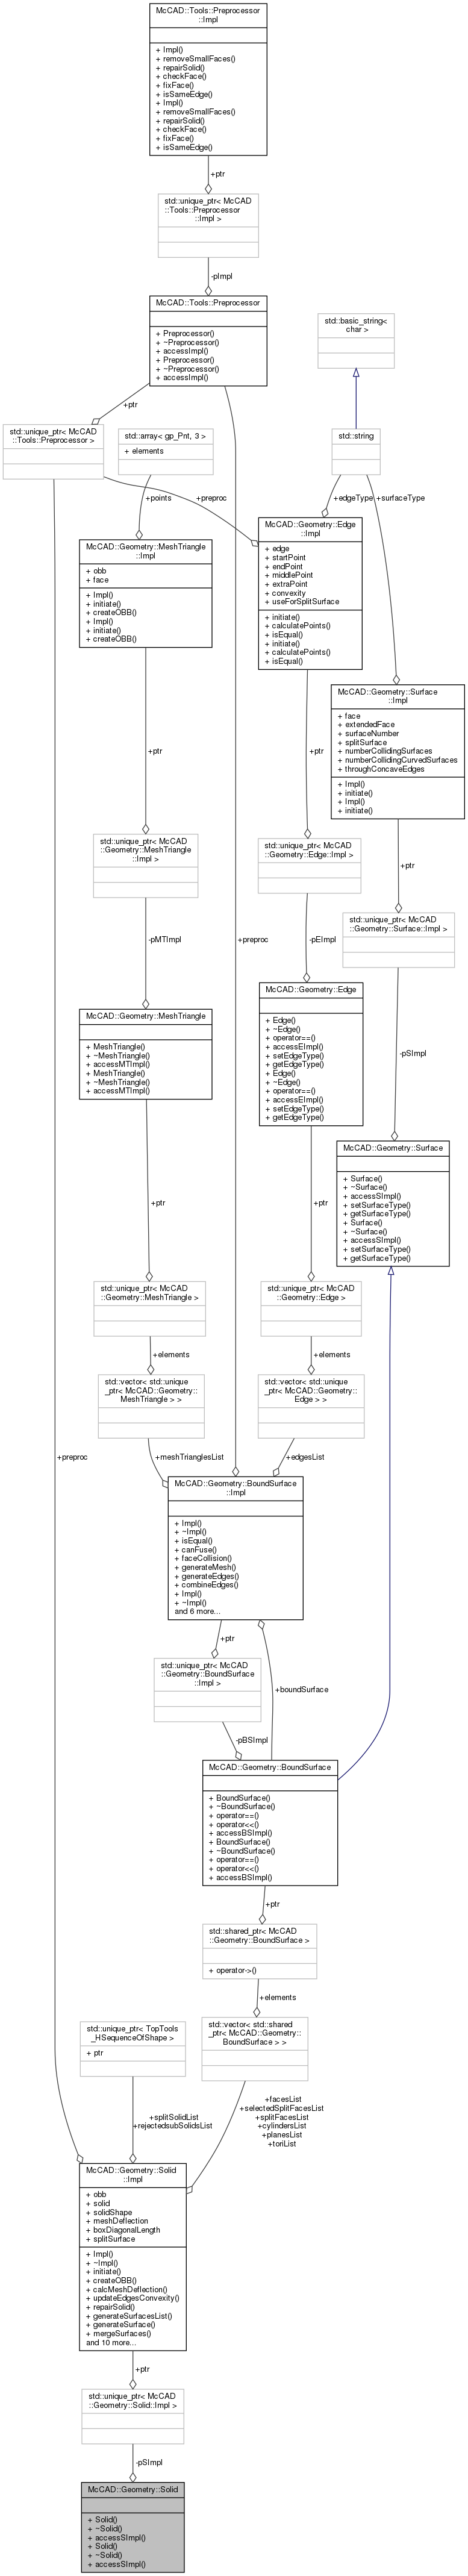 McCAD::Tools::Preprocessor
::Impl
+ Impl()
+ removeSmallFaces()
+ repairSolid()
+ checkFace()
+ fixFace()
+ isSameEdge()
+ Impl()
+ removeSmallFaces()
+ repairSolid()
+ checkFace()
+ fixFace()
+ isSameEdge()
+ptr
std::unique_ptr< McCAD
::Tools::Preprocessor
::Impl >
-pImpl
McCAD::Tools::Preprocessor
+ Preprocessor()
+ ~Preprocessor()
+ accessImpl()
+ Preprocessor()
+ ~Preprocessor()
+ accessImpl()
std::basic_string<
char >
+ptr
std::unique_ptr< McCAD
::Tools::Preprocessor >
std::array< gp_Pnt, 3 >
+ elements
std::string
+points
+preproc
+edgeType
+surfaceType
McCAD::Geometry::MeshTriangle
::Impl
+ obb
+ face
+ Impl()
+ initiate()
+ createOBB()
+ Impl()
+ initiate()
+ createOBB()
McCAD::Geometry::Edge
::Impl
+ edge
+ startPoint
+ endPoint
+ middlePoint
+ extraPoint
+ convexity
+ useForSplitSurface
+ initiate()
+ calculatePoints()
+ isEqual()
+ initiate()
+ calculatePoints()
+ isEqual()
McCAD::Geometry::Surface
::Impl
+ face
+ extendedFace
+ surfaceNumber
+ splitSurface
+ numberCollidingSurfaces
+ numberCollidingCurvedSurfaces
+ throughConcaveEdges
+ Impl()
+ initiate()
+ Impl()
+ initiate()
+ptr
+ptr
+ptr
std::unique_ptr< McCAD
::Geometry::MeshTriangle
::Impl >
std::unique_ptr< McCAD
::Geometry::Edge::Impl >
std::unique_ptr< McCAD
::Geometry::Surface::Impl >
-pMTImpl
+preproc
-pEImpl
-pSImpl
McCAD::Geometry::MeshTriangle
+ MeshTriangle()
+ ~MeshTriangle()
+ accessMTImpl()
+ MeshTriangle()
+ ~MeshTriangle()
+ accessMTImpl()
McCAD::Geometry::Edge
+ Edge()
+ ~Edge()
+ operator==()
+ accessEImpl()
+ setEdgeType()
+ getEdgeType()
+ Edge()
+ ~Edge()
+ operator==()
+ accessEImpl()
+ setEdgeType()
+ getEdgeType()
McCAD::Geometry::Surface
+ Surface()
+ ~Surface()
+ accessSImpl()
+ setSurfaceType()
+ getSurfaceType()
+ Surface()
+ ~Surface()
+ accessSImpl()
+ setSurfaceType()
+ getSurfaceType()
+ptr
+ptr
std::unique_ptr< McCAD
::Geometry::MeshTriangle >
std::unique_ptr< McCAD
::Geometry::Edge >
+elements
+elements
std::vector< std::unique
_ptr< McCAD::Geometry::
MeshTriangle > >
std::vector< std::unique
_ptr< McCAD::Geometry::
Edge > >
+preproc
+meshTrianglesList
+edgesList
McCAD::Geometry::BoundSurface
::Impl
+ Impl()
+ ~Impl()
+ isEqual()
+ canFuse()
+ faceCollision()
+ generateMesh()
+ generateEdges()
+ combineEdges()
+ Impl()
+ ~Impl()
and 6 more...
+ptr
std::unique_ptr< McCAD
::Geometry::BoundSurface
::Impl >
+boundSurface
-pBSImpl
McCAD::Geometry::BoundSurface
+ BoundSurface()
+ ~BoundSurface()
+ operator==()
+ operator<<()
+ accessBSImpl()
+ BoundSurface()
+ ~BoundSurface()
+ operator==()
+ operator<<()
+ accessBSImpl()
+ptr
std::shared_ptr< McCAD
::Geometry::BoundSurface >
+ operator->()
+elements
std::unique_ptr< TopTools
_HSequenceOfShape >
+ ptr
std::vector< std::shared
_ptr< McCAD::Geometry::
BoundSurface > >
+splitSolidList
+rejectedsubSolidsList
+facesList
+selectedSplitFacesList
+splitFacesList
+cylindersList
+planesList
+toriList
McCAD::Geometry::Solid
::Impl
+ obb
+ solid
+ solidShape
+ meshDeflection
+ boxDiagonalLength
+ splitSurface
+ Impl()
+ ~Impl()
+ initiate()
+ createOBB()
+ calcMeshDeflection()
+ updateEdgesConvexity()
+ repairSolid()
+ generateSurfacesList()
+ generateSurface()
+ mergeSurfaces()
and 10 more...
+ptr
std::unique_ptr< McCAD
::Geometry::Solid::Impl >
-pSImpl
McCAD::Geometry::Solid
+ Solid()
+ ~Solid()
+ accessSImpl()
+ Solid()
+ ~Solid()
+ accessSImpl()